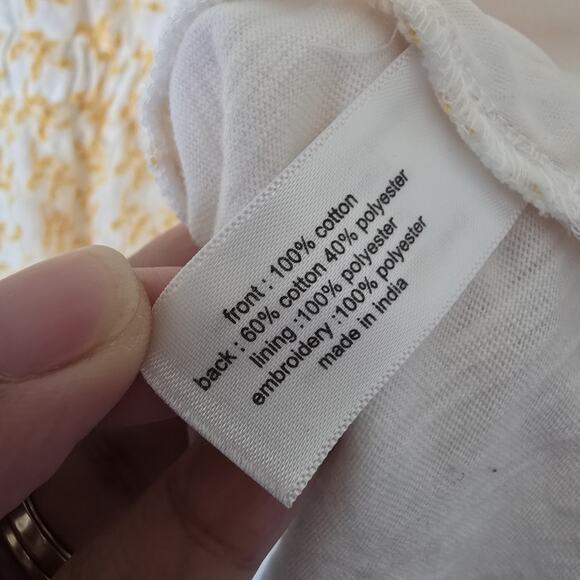 front : 100% cotton
back : 60% cotton 40% polyester
lining :100% polyester
embroidery :100% polyester
made in india